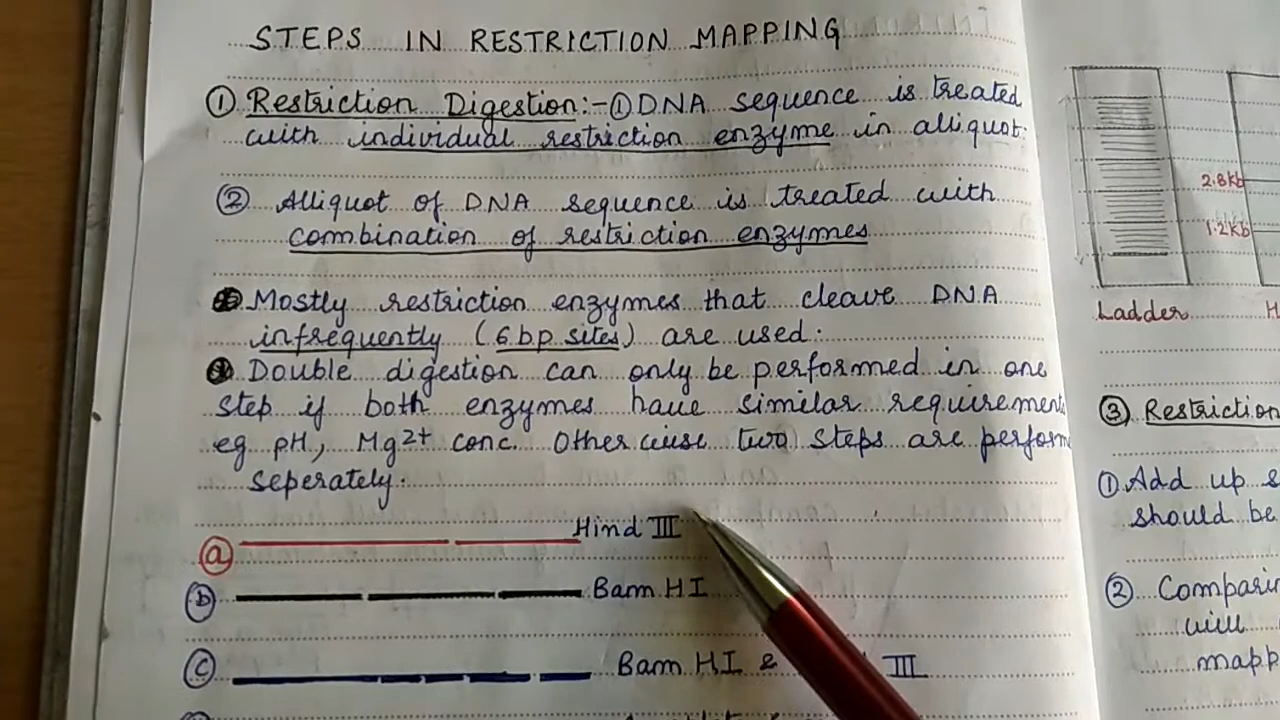 STEPS IN RESTRICTION MAPPING
① Restriction Digestion:-① DNA sequence is treated
with individual restriction enzyme in alliquot.
② Alliquot of DNA sequence is treated with
combination of restriction enzymes
Mostly restriction enzymes that cleave DNA
infrequently (6 bp sites) are used.
Double digestion can only be performed in one
step if both enzymes have similar requirement
eg pH, Mg2+ conc. Otherwise two steps are perform
seperately.
ⓐ Hind III
ⓑ Bam HI
ⓒ Bam HI & III
2.8Kb
1.2Kb
Ladder H
③ Restriction
① Add up s
should be
② Comparin
will
mapp